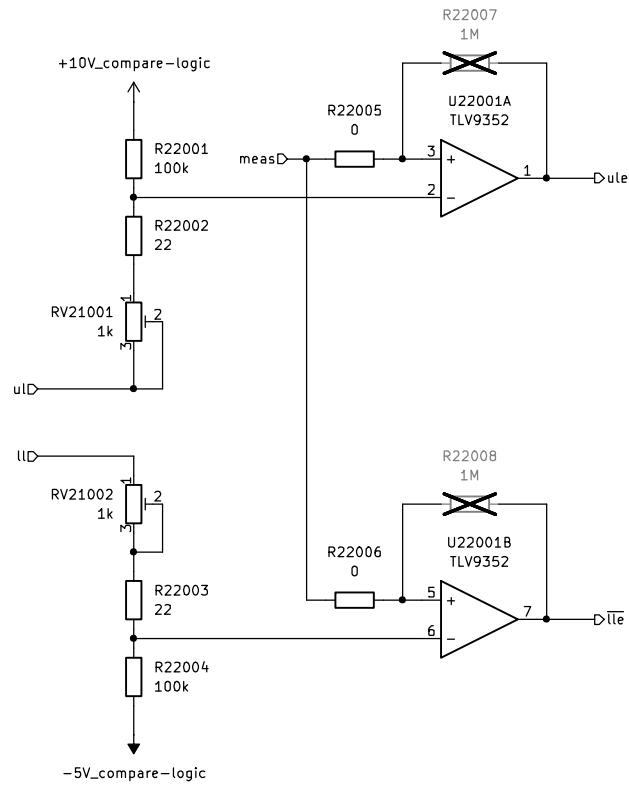 R22007
1M
+10V_compare-logic
U22001A
TLV9352
R22005
0
R22001
100k
meas
3
+
1
ule
2
−
R22002
22
1
RV21001
1k
2
3
ul
ll
R22008
1M
1
RV21002
1k
2
3
U22001B
TLV9352
R22006
0
R22003
22
5
+
7
l̅l̅e̅
6
−
R22004
100k
-5V_compare-logic